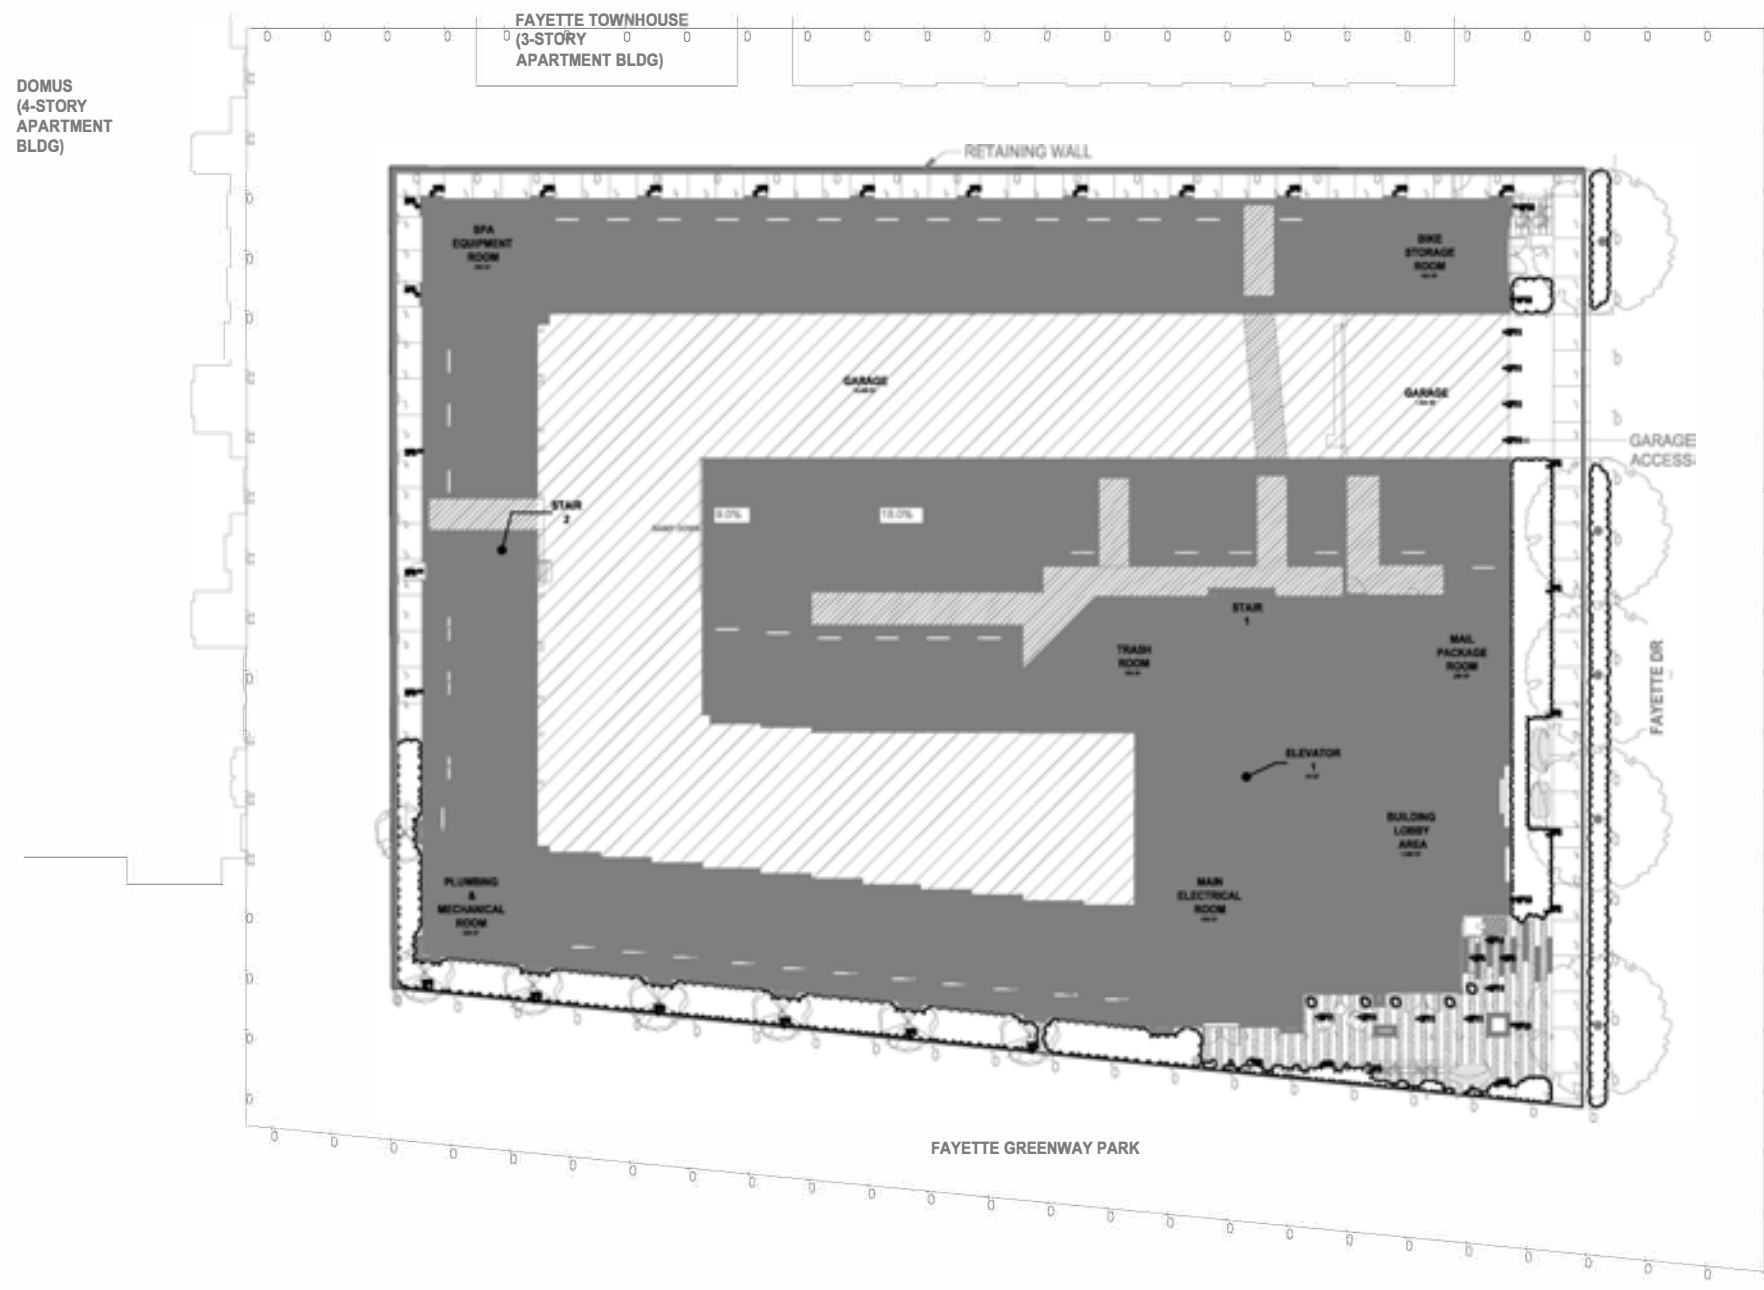 FAYETTE TOWNHOUSE
(3-STORY
APARTMENT BLDG)
DOMUS
(4-STORY
APARTMENT
BLDG)
RETAINING WALL
SPA
EQUIPMENT
ROOM
BIKE
STORAGE
ROOM
GARAGE
GARAGE
GARAGE
ACCESS
STAIR
2
9.0%
18.0%
STAIR
1
TRASH
ROOM
MAIL
PACKAGE
ROOM
FAYETTE DR
ELEVATOR
1
BUILDING
LOBBY
AREA
PLUMBING
&
MECHANICAL
ROOM
MAIN
ELECTRICAL
ROOM
FAYETTE GREENWAY PARK